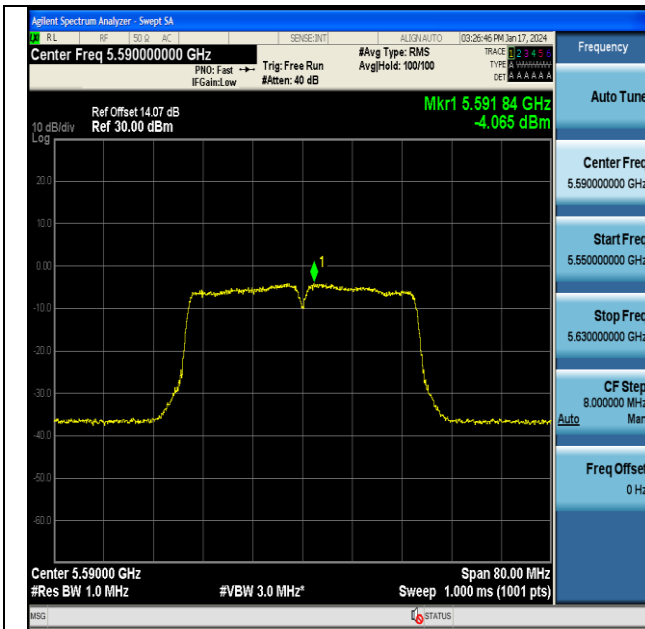 Agilent Spectrum Analyzer - Swept SA
LXI RL RF 50 Ω AC SENSE:INT ALIGN AUTO 03:26:46 PM Jan 17, 2024
Center Freq 5.590000000 GHz
PNO: Fast
IFGain:Low
Trig: Free Run
#Atten: 40 dB
#Avg Type: RMS
Avg|Hold: 100/100
TRACE 1 2 3 4 5 6
TYPE A
DET A A A A A A
Ref Offset 14.07 dB
10 dB/div Ref 30.00 dBm
Log
Mkr1 5.591 84 GHz
-4.065 dBm
20.0
10.0
0.00
-10.0
-20.0
-30.0
-40.0
-50.0
-60.0
1
Center 5.59000 GHz Span 80.00 MHz
#Res BW 1.0 MHz #VBW 3.0 MHz* Sweep 1.000 ms (1001 pts)
MSG STATUS
Frequency
Auto Tune
Center Freq
5.590000000 GHz
Start Freq
5.550000000 GHz
Stop Freq
5.630000000 GHz
CF Step
8.000000 MHz
Auto Man
Freq Offset
0 Hz